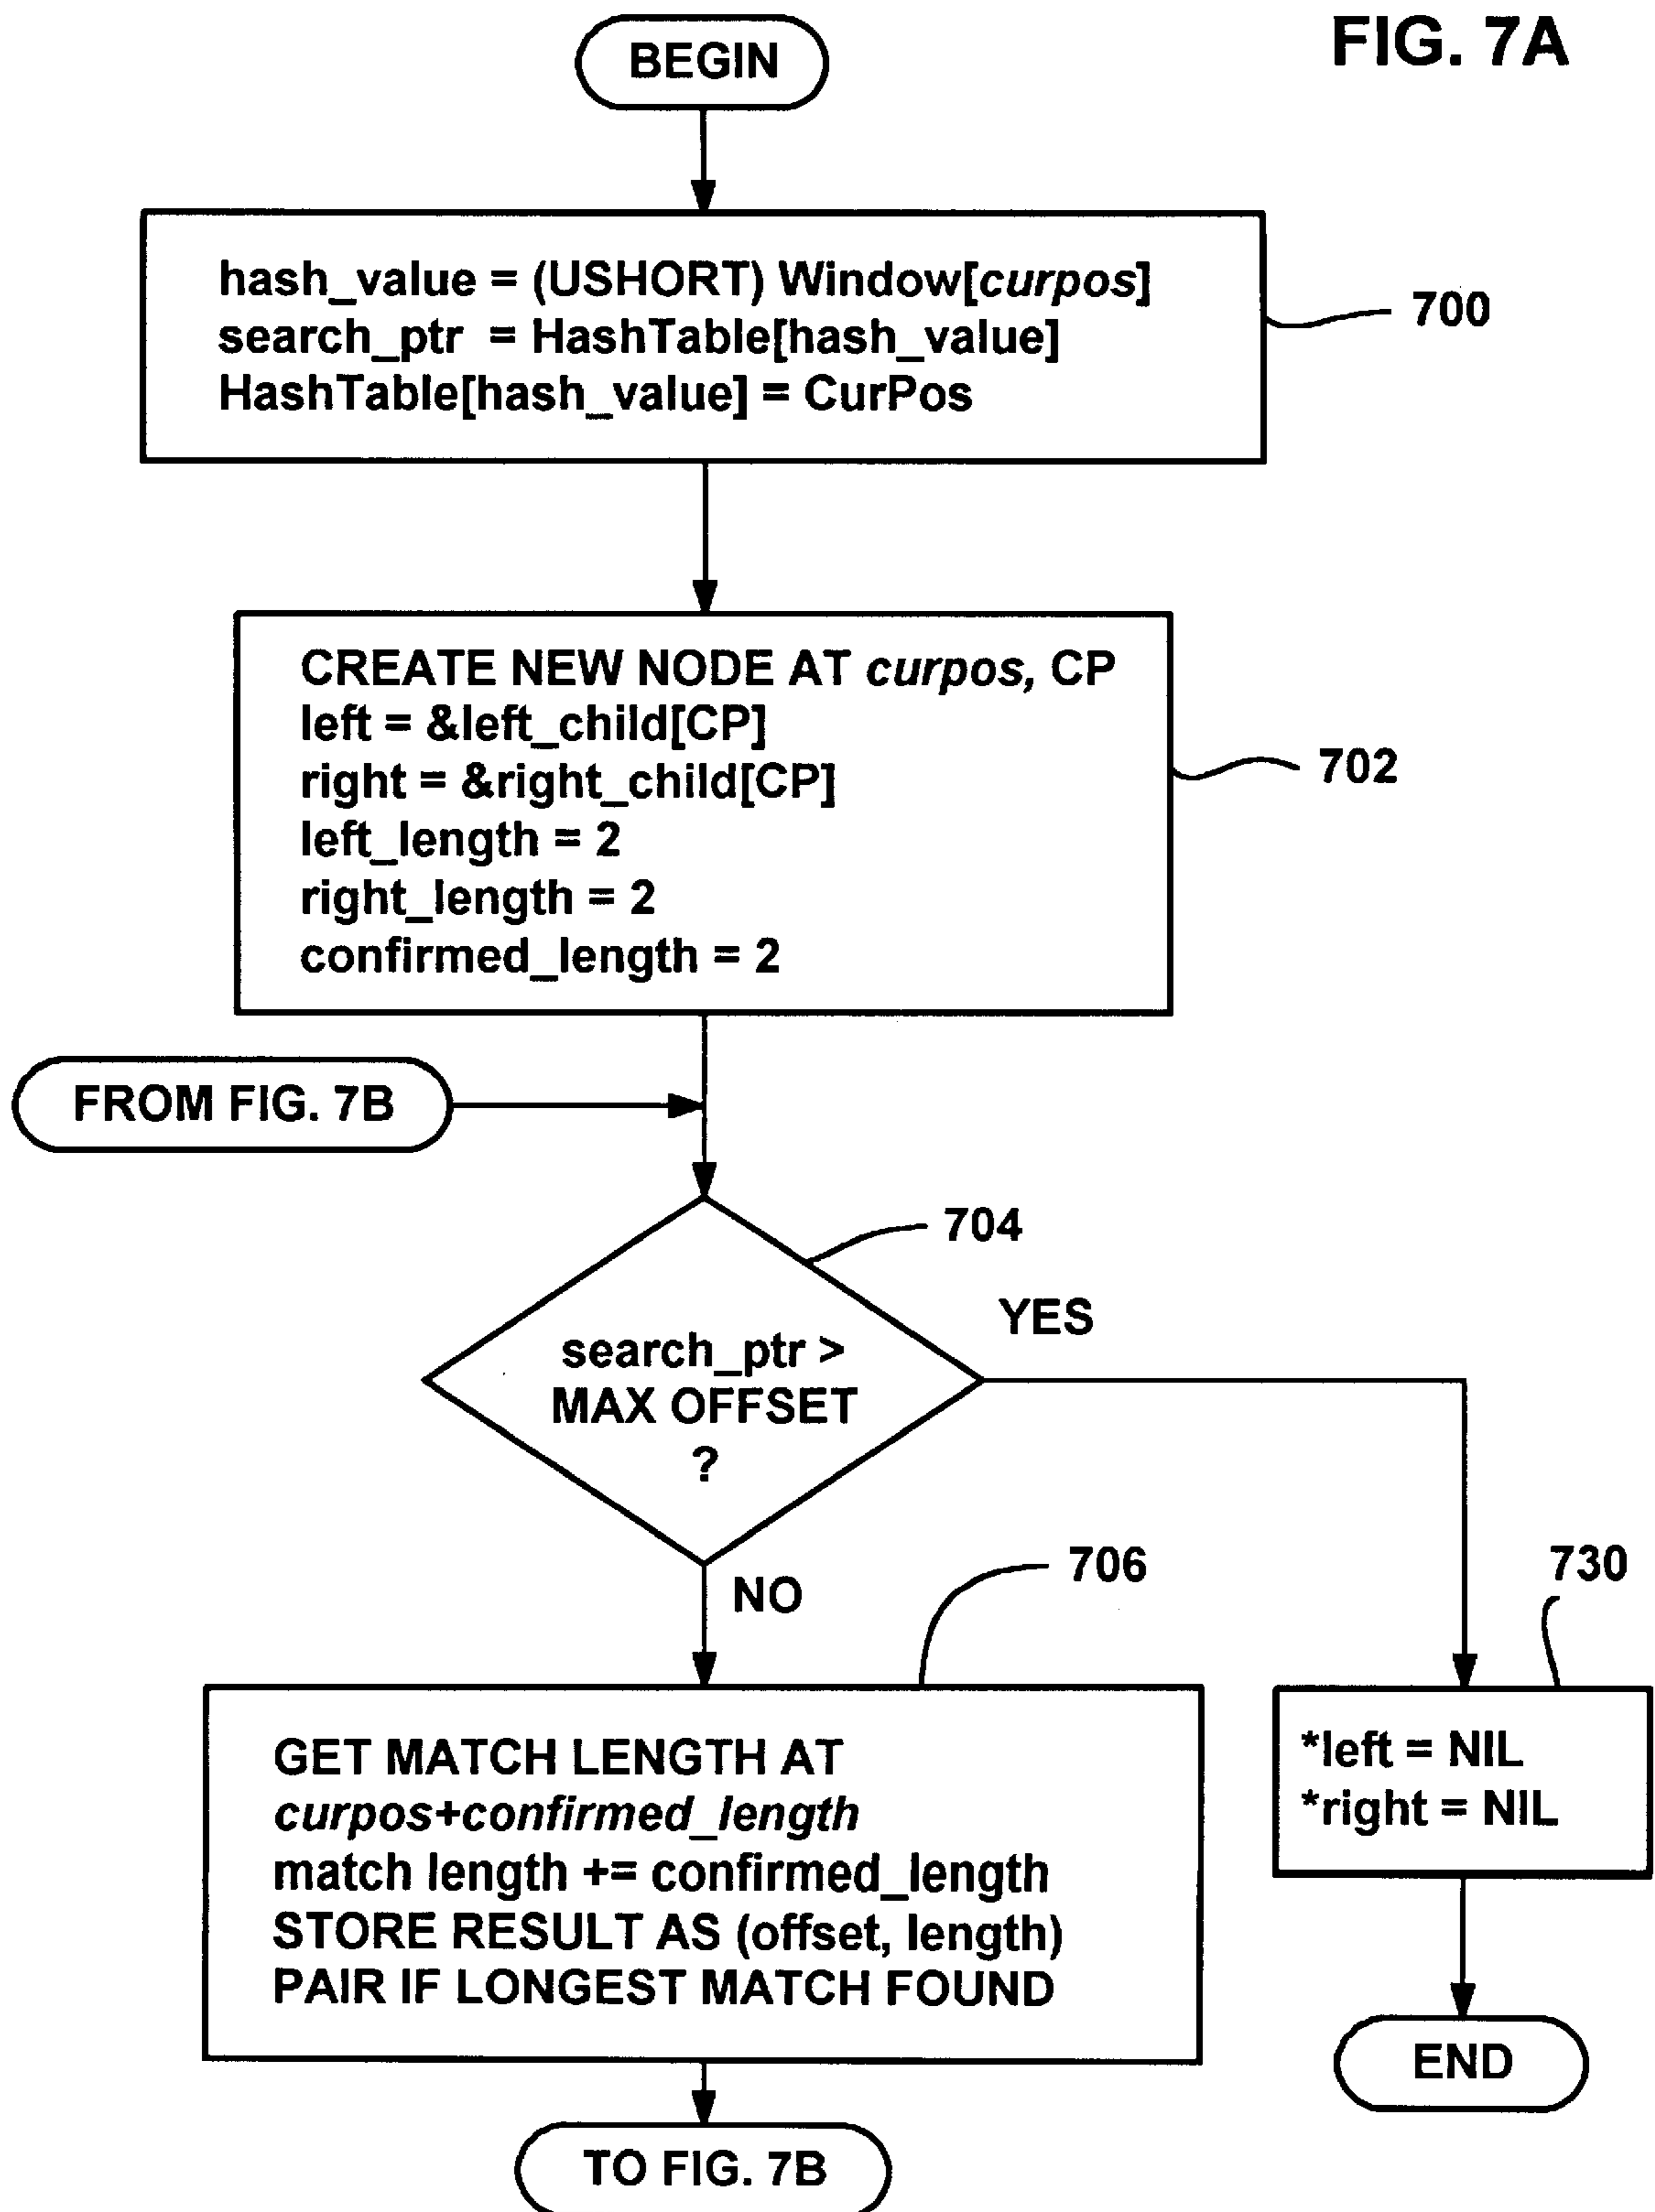 FIG. 7A
BEGIN
hash_value = (USHORT) Window[curpos]
search_ptr = HashTable[hash_value]
HashTable[hash_value] = CurPos
700
CREATE NEW NODE AT curpos, CP
left = &left_child[CP]
right = &right_child[CP]
left_length = 2
right_length = 2
confirmed_length = 2
702
FROM FIG. 7B
704
search_ptr >
MAX OFFSET
?
YES
NO
706
730
GET MATCH LENGTH AT
curpos+confirmed_length
match length += confirmed_length
STORE RESULT AS (offset, length)
PAIR IF LONGEST MATCH FOUND
*left = NIL
*right = NIL
END
TO FIG. 7B